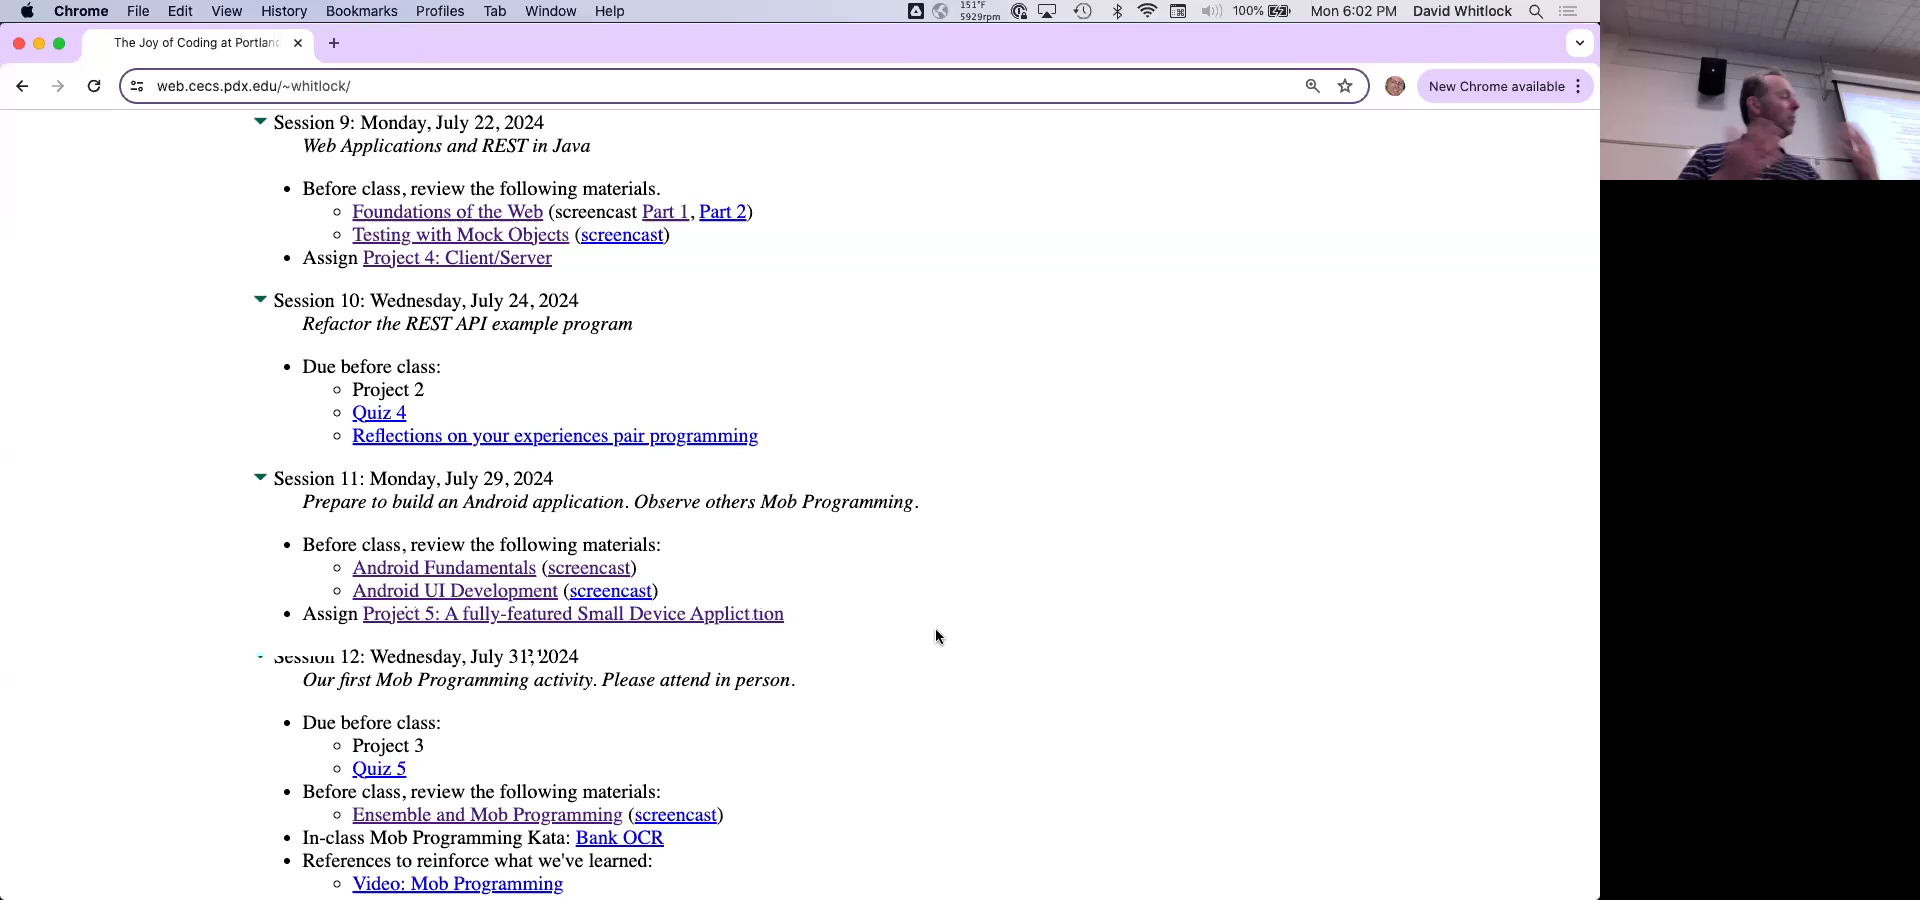 Chrome File Edit View History Bookmarks Profiles Tab Window Help 151°F 5929rpm 100% Mon 6:02 PM David Whitlock
The Joy of Coding at Portlan
web.cecs.pdx.edu/~whitlock/ New Chrome available
Session 9: Monday, July 22, 2024
Web Applications and REST in Java
Before class, review the following materials.
Foundations of the Web (screencast Part 1, Part 2)
Testing with Mock Objects (screencast)
Assign Project 4: Client/Server
Session 10: Wednesday, July 24, 2024
Refactor the REST API example program
Due before class:
Project 2
Quiz 4
Reflections on your experiences pair programming
Session 11: Monday, July 29, 2024
Prepare to build an Android application. Observe others Mob Programming.
Before class, review the following materials:
Android Fundamentals (screencast)
Android UI Development (screencast)
Assign Project 5: A fully-featured Small Device Application
Session 12: Wednesday, July 31, 2024
Our first Mob Programming activity. Please attend in person.
Due before class:
Project 3
Quiz 5
Before class, review the following materials:
Ensemble and Mob Programming (screencast)
In-class Mob Programming Kata: Bank OCR
References to reinforce what we've learned:
Video: Mob Programming